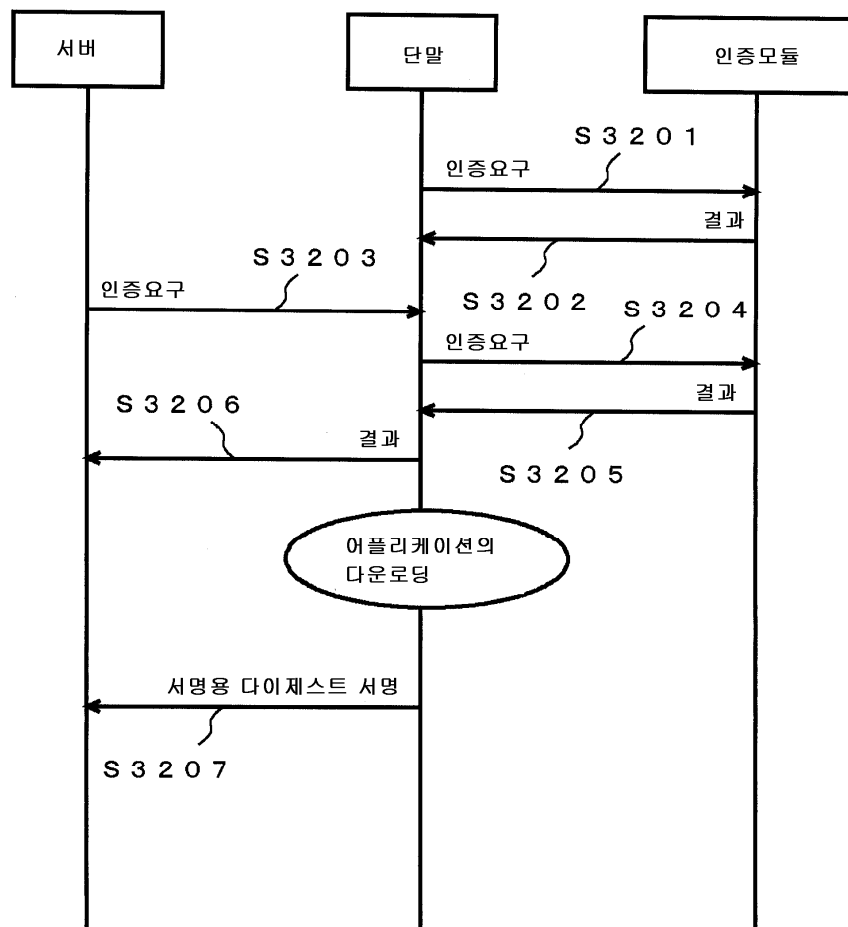 서버
단말
인증모듈
S3201
인증요구
결과
S3203
인증요구
S3202
S3204
인증요구
결과
S3206
결과
S3205
어플리케이션의
다운로딩
서명용 다이제스트 서명
S3207